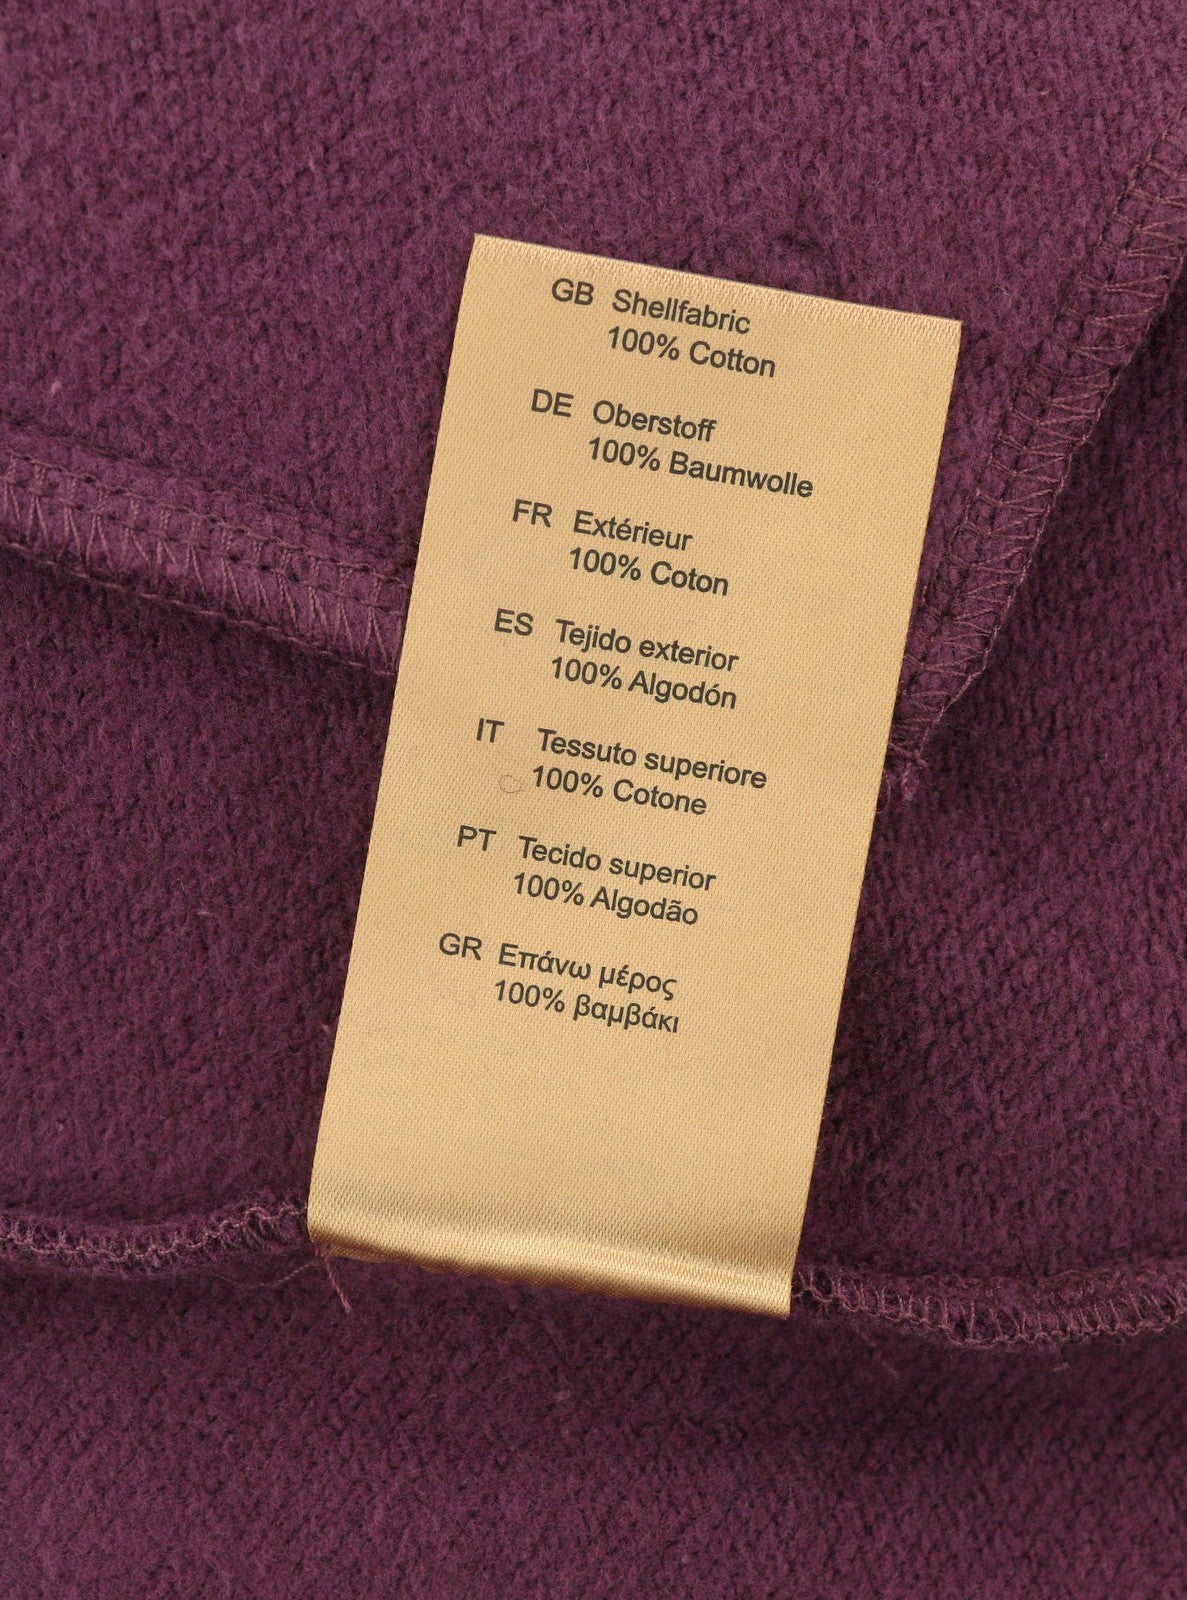 GB Shellfabric
100% Cotton
DE Oberstoff
100% Baumwolle
FR Extérieur
100% Coton
ES Tejido exterior
100% Algodón
IT Tessuto superiore
100% Cotone
PT Tecido superior
100% Algodão
GR Επάνω μέρος
100% βαμβάκι